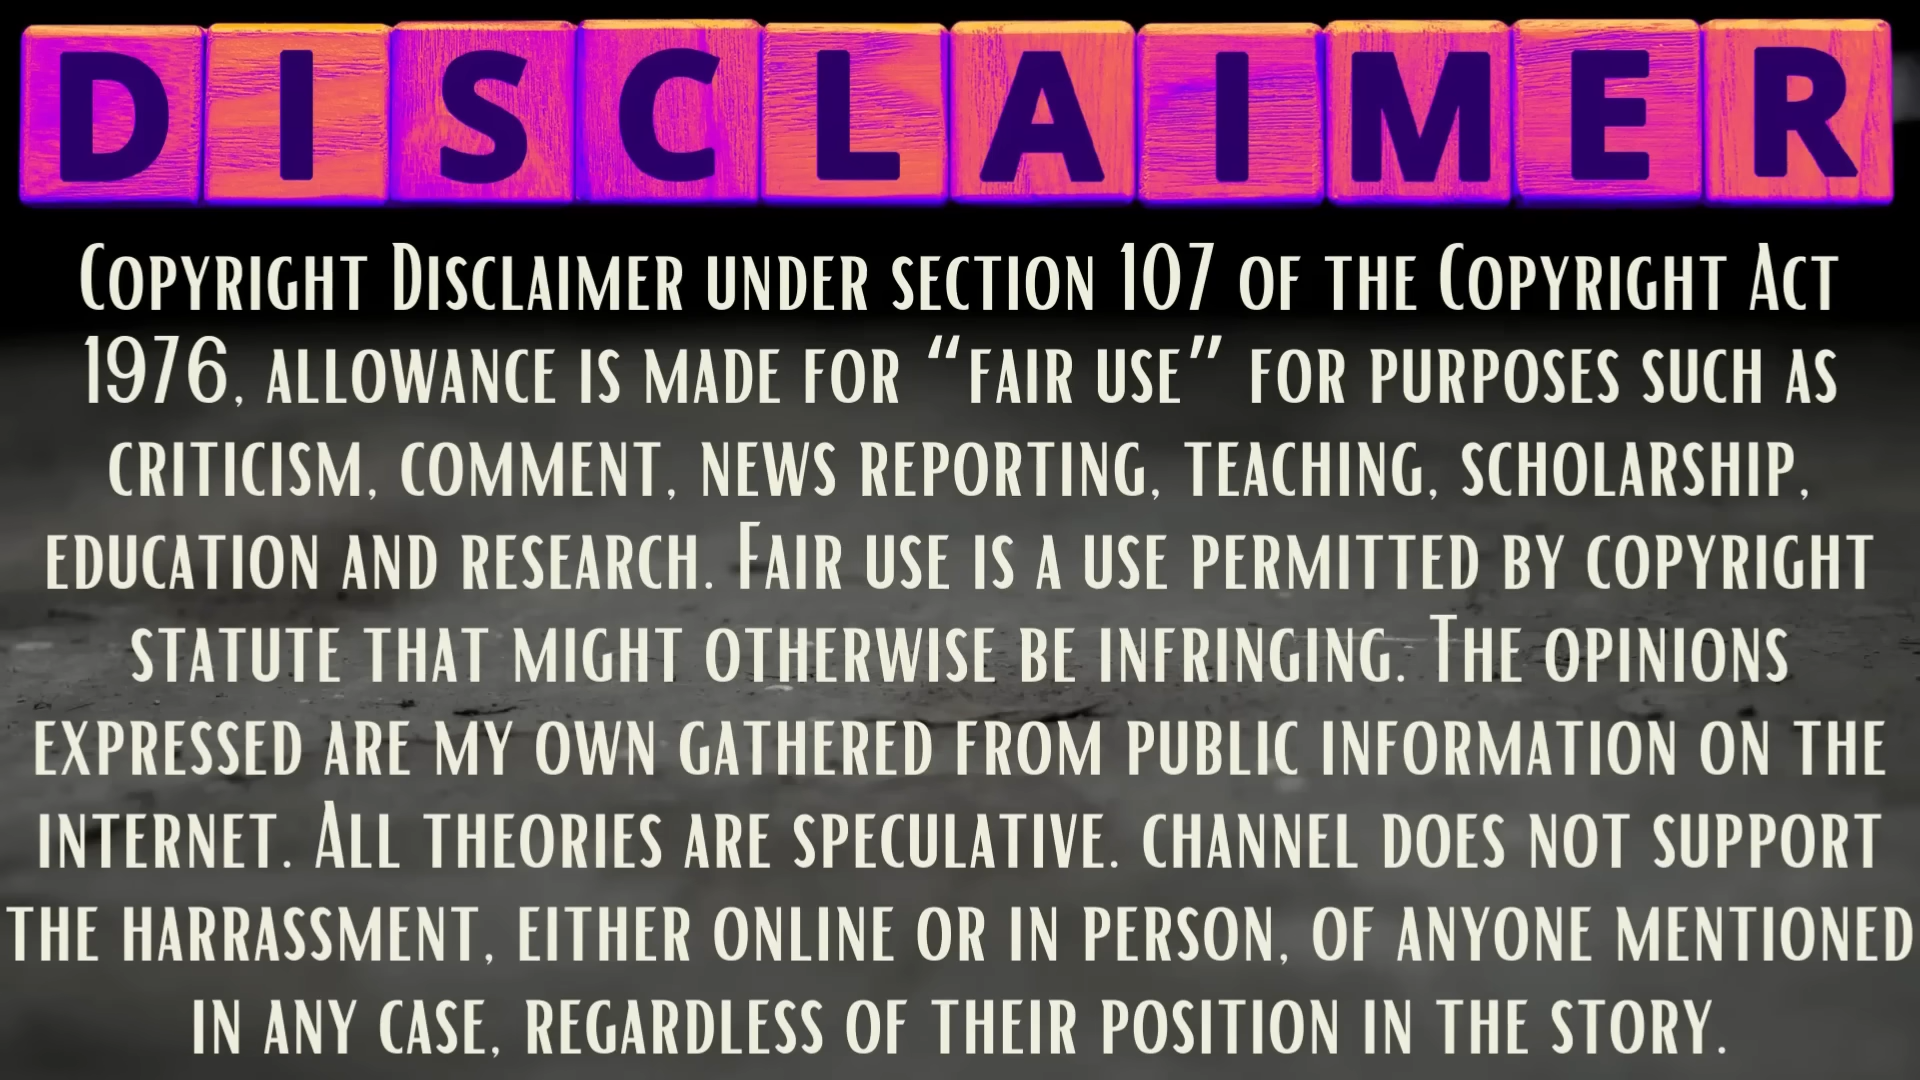 DISCLAIMER
Copyright Disclaimer under section 107 of the Copyright Act
1976, allowance is made for “fair use” for purposes such as
criticism, comment, news reporting, teaching, scholarship,
education and research. Fair use is a use permitted by copyright
statute that might otherwise be infringing. The opinions
expressed are my own gathered from public information on the
internet. All theories are speculative. channel does not support
the harrassment, either online or in person, of anyone mentioned
in any case, regardless of their position in the story.